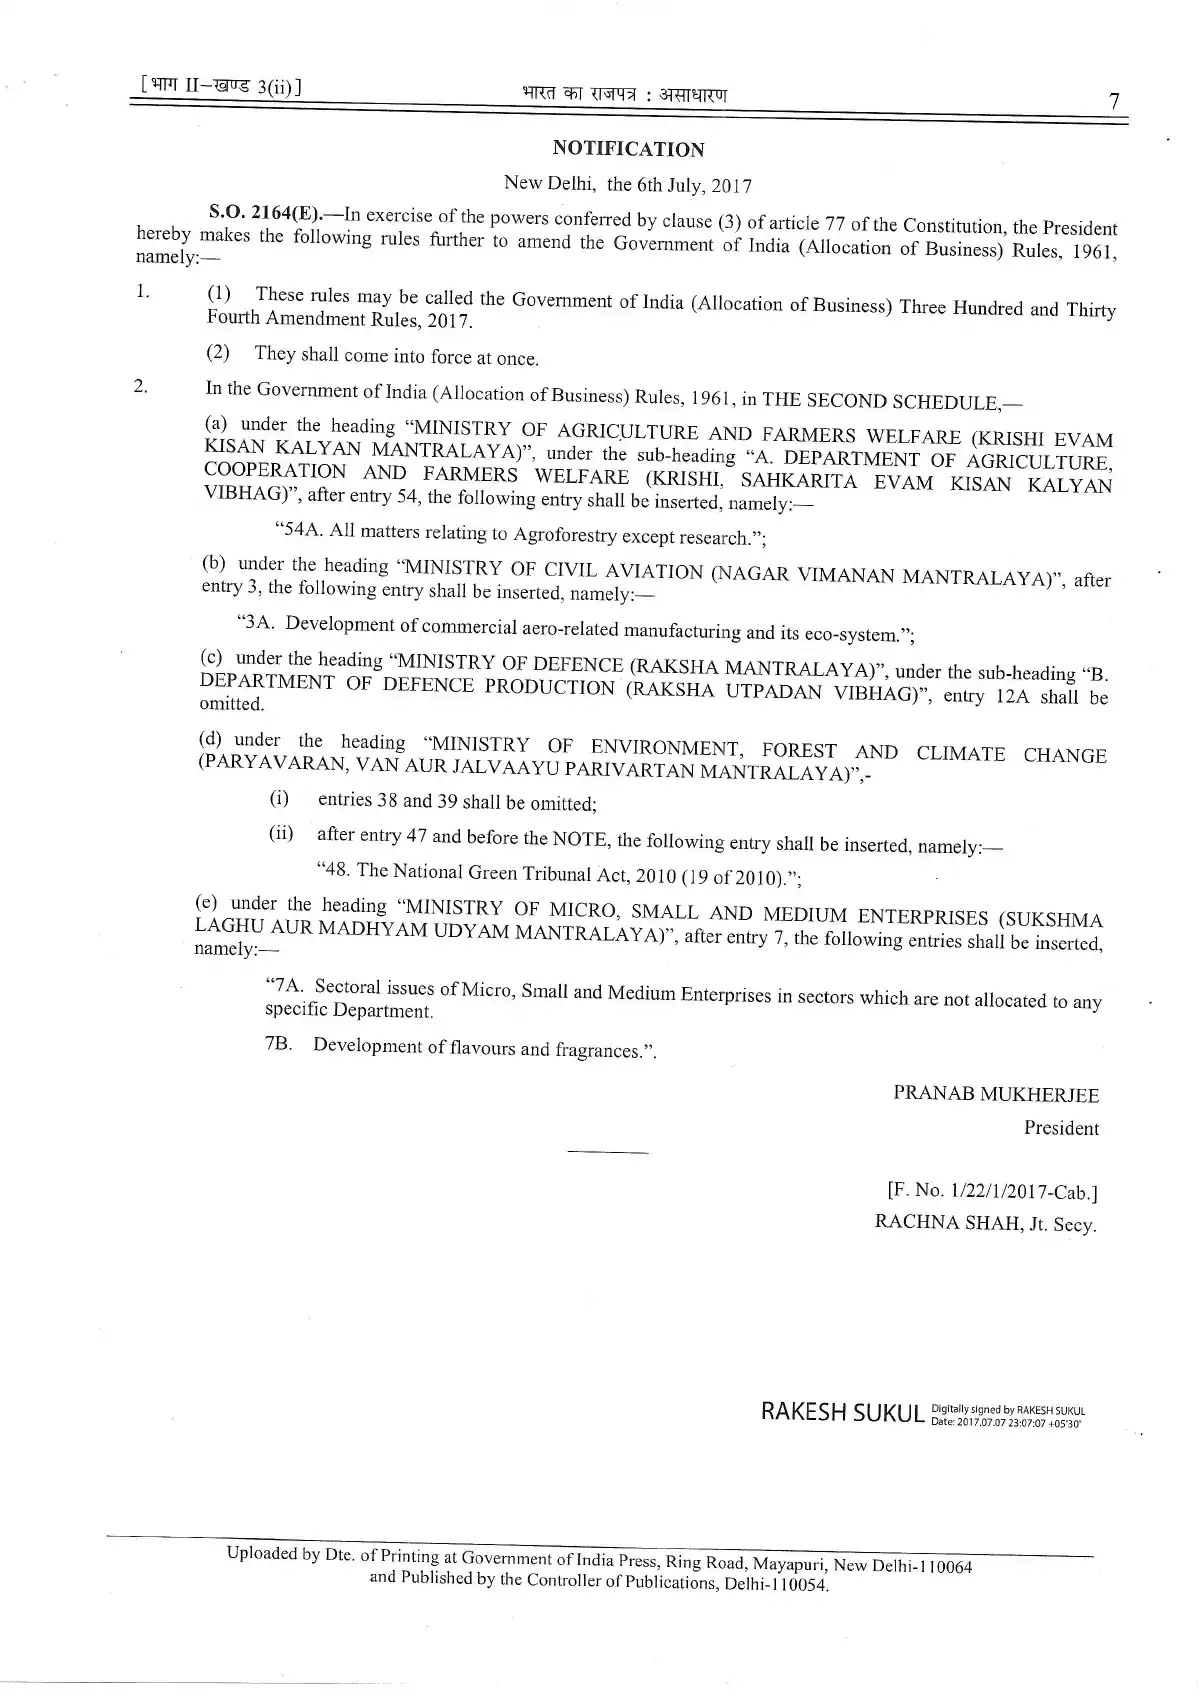 [ भाग II—खण्ड 3(ii) ]
भारत का राजपत्र : असाधारण
7
NOTIFICATION
New Delhi, the 6th July, 2017
S.O. 2164(E).—In exercise of the powers conferred by clause (3) of article 77 of the Constitution, the President
hereby makes the following rules further to amend the Government of India (Allocation of Business) Rules, 1961,
namely:—
1. (1) These rules may be called the Government of India (Allocation of Business) Three Hundred and Thirty
Fourth Amendment Rules, 2017.
(2) They shall come into force at once.
2. In the Government of India (Allocation of Business) Rules, 1961, in THE SECOND SCHEDULE,—
(a) under the heading “MINISTRY OF AGRICULTURE AND FARMERS WELFARE (KRISHI EVAM
KISAN KALYAN MANTRALAYA)”, under the sub-heading “A. DEPARTMENT OF AGRICULTURE,
COOPERATION AND FARMERS WELFARE (KRISHI, SAHKARITA EVAM KISAN KALYAN
VIBHAG)”, after entry 54, the following entry shall be inserted, namely:—
“54A. All matters relating to Agroforestry except research.”;
(b) under the heading “MINISTRY OF CIVIL AVIATION (NAGAR VIMANAN MANTRALAYA)”, after
entry 3, the following entry shall be inserted, namely:—
“3A. Development of commercial aero-related manufacturing and its eco-system.”;
(c) under the heading “MINISTRY OF DEFENCE (RAKSHA MANTRALAYA)”, under the sub-heading “B.
DEPARTMENT OF DEFENCE PRODUCTION (RAKSHA UTPADAN VIBHAG)”, entry 12A shall be
omitted.
(d) under the heading “MINISTRY OF ENVIRONMENT, FOREST AND CLIMATE CHANGE
(PARYAVARAN, VAN AUR JALVAAYU PARIVARTAN MANTRALAYA)”,-
(i) entries 38 and 39 shall be omitted;
(ii) after entry 47 and before the NOTE, the following entry shall be inserted, namely:—
“48. The National Green Tribunal Act, 2010 (19 of 2010).”;
(e) under the heading “MINISTRY OF MICRO, SMALL AND MEDIUM ENTERPRISES (SUKSHMA
LAGHU AUR MADHYAM UDYAM MANTRALAYA)”, after entry 7, the following entries shall be inserted,
namely:—
“7A. Sectoral issues of Micro, Small and Medium Enterprises in sectors which are not allocated to any
specific Department.
7B. Development of flavours and fragrances.”.
PRANAB MUKHERJEE
President
[F. No. 1/22/1/2017-Cab.]
RACHNA SHAH, Jt. Secy.
RAKESH SUKUL
Digitally signed by RAKESH SUKUL
Date: 2017.07.07 23:07:07 +05'30'
Uploaded by Dte. of Printing at Government of India Press, Ring Road, Mayapuri, New Delhi-110064
and Published by the Controller of Publications, Delhi-110054.